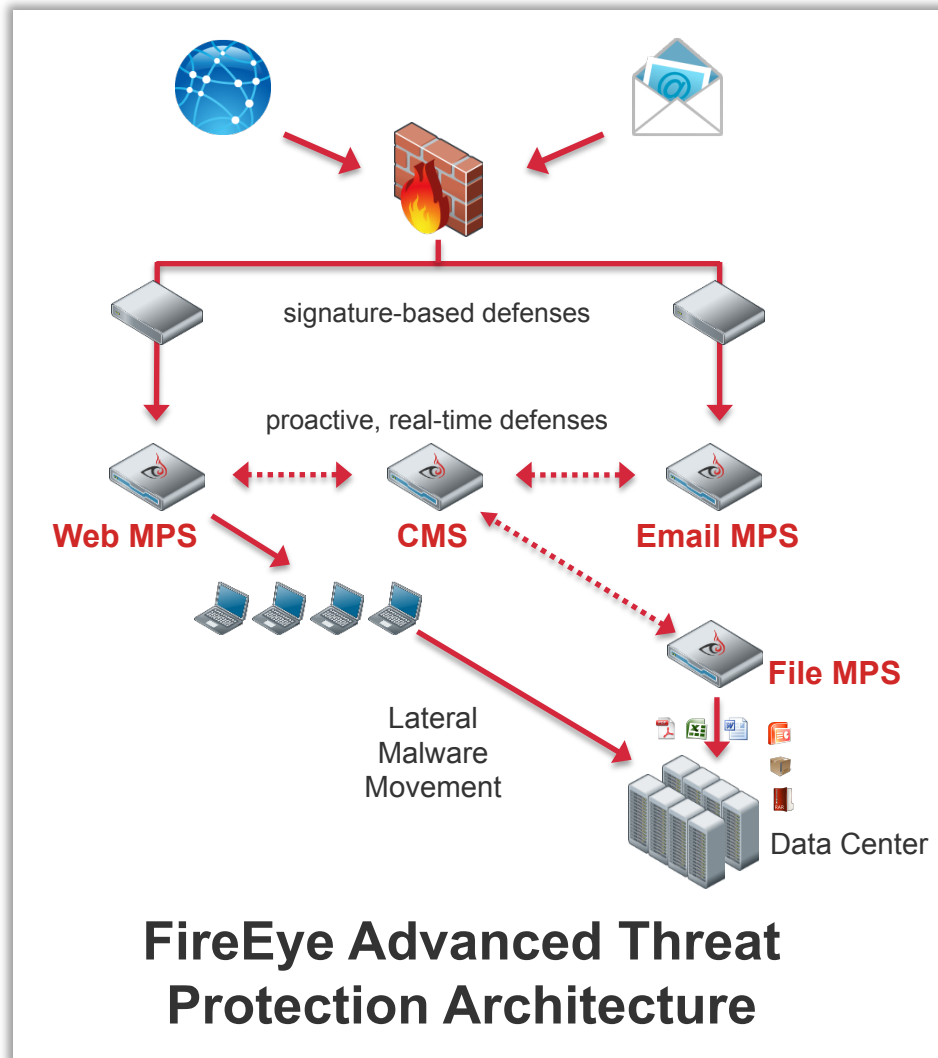 @
signature-based defenses
proactive, real-time defenses
Web MPS
CMS
Email MPS
File MPS
Lateral
Malware
Movement
RAR
Data Center
FireEye Advanced Threat
Protection Architecture